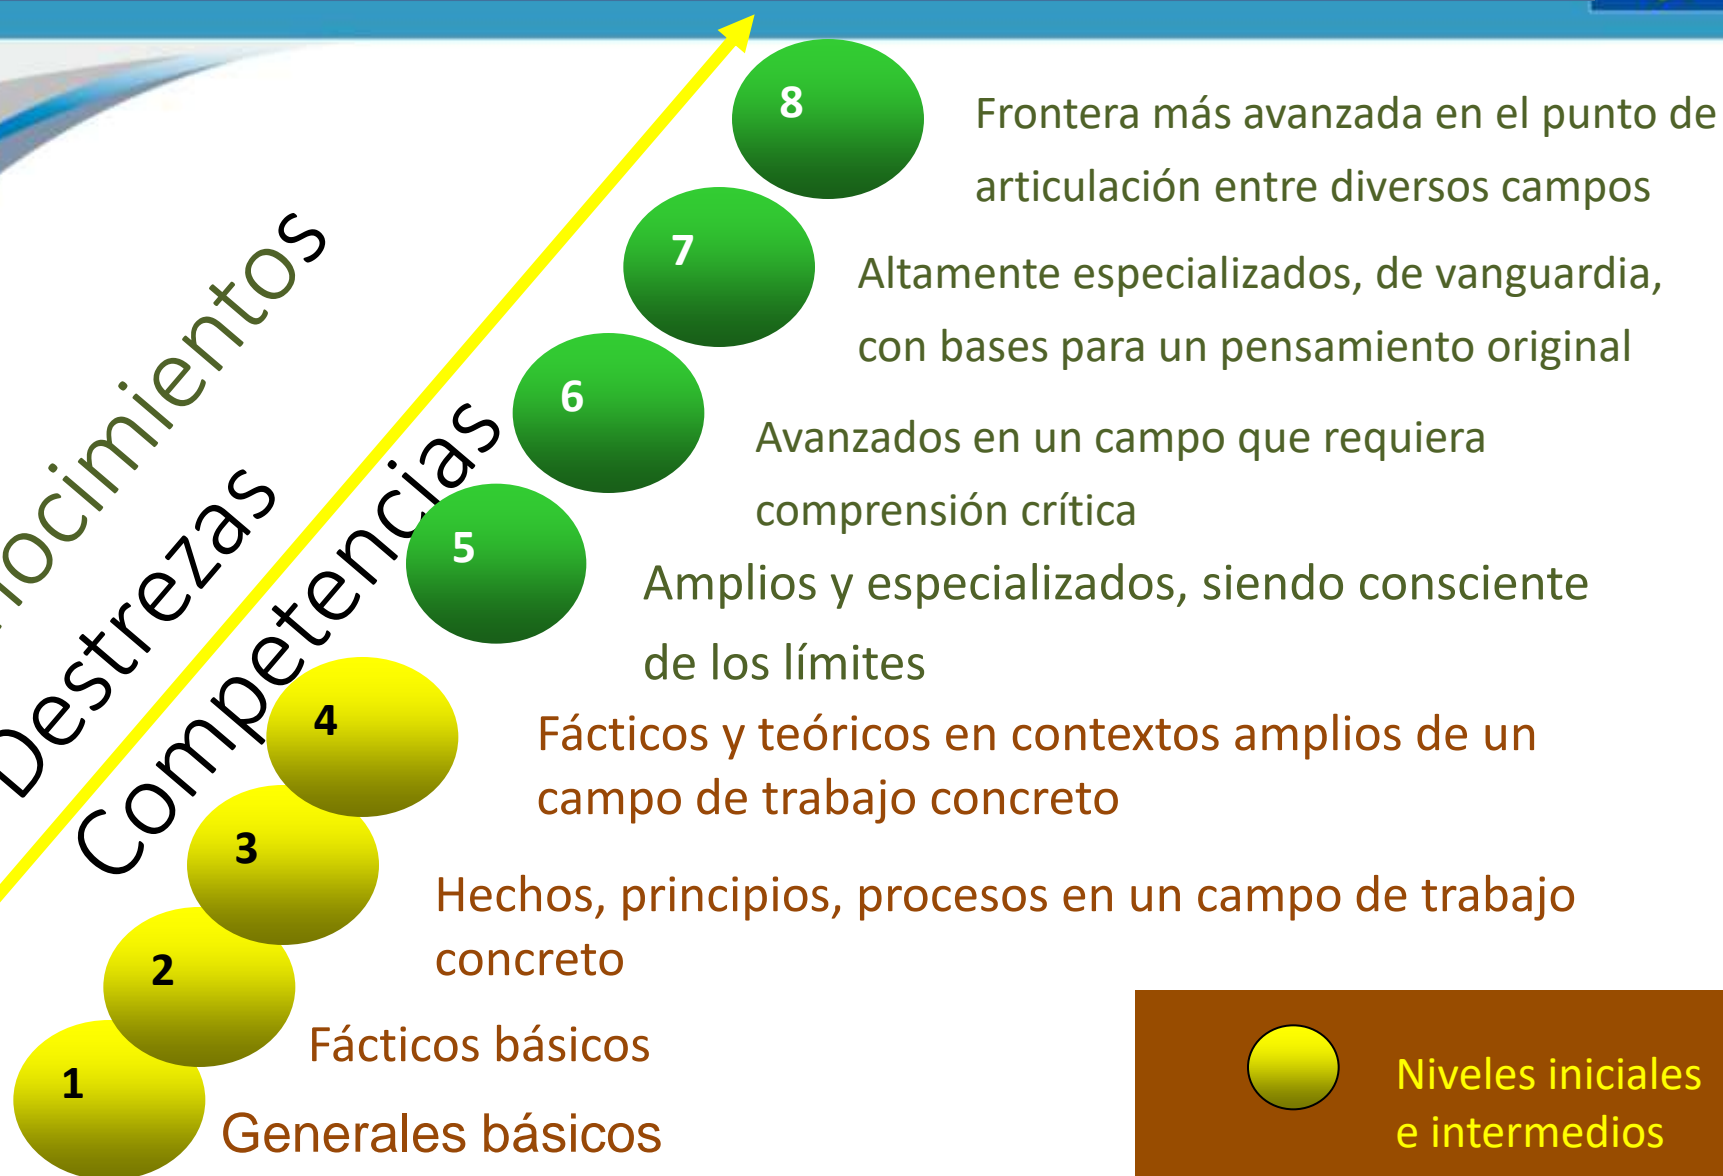 8
Frontera más avanzada en el punto de
articulación entre diversos campos
7
Altamente especializados, de vanguardia,
con bases para un pensamiento original
6
Avanzados en un campo que requiera
comprensión crítica
5
Amplios y especializados, siendo consciente
de los límites
4
Fácticos y teóricos en contextos amplios de un
campo de trabajo concreto
3
Hechos, principios, procesos en un campo de trabajo
concreto
2
Fácticos básicos
1
Generales básicos
Destrezas
Competencias
Niveles iniciales
e intermedios